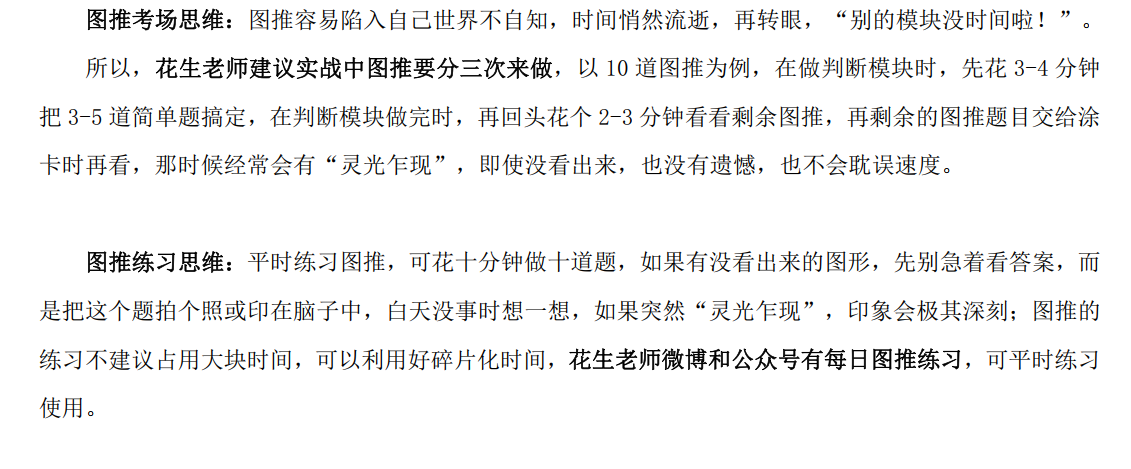 图推考场思维：图推容易陷入自己世界不自知，时间悄然流逝，再转眼，“别的模块没时间啦！”。
所以，花生老师建议实战中图推要分三次来做，以 10 道图推为例，在做判断模块时，先花 3-4 分钟
把 3-5 道简单题搞定，在判断模块做完时，再回头花个 2-3 分钟看看剩余图推，再剩余的图推题目交给涂
卡时再看，那时候经常会有“灵光乍现”，即使没看出来，也没有遗憾，也不会耽误速度。
图推练习思维：平时练习图推，可花十分钟做十道题，如果有没看出来的图形，先别急着看答案，而
是把这个题拍个照或印在脑子中，白天没事时想一想，如果突然“灵光乍现”，印象会极其深刻；图推的
练习不建议占用大块时间，可以利用好碎片化时间，花生老师微博和公众号有每日图推练习，可平时练习
使用。